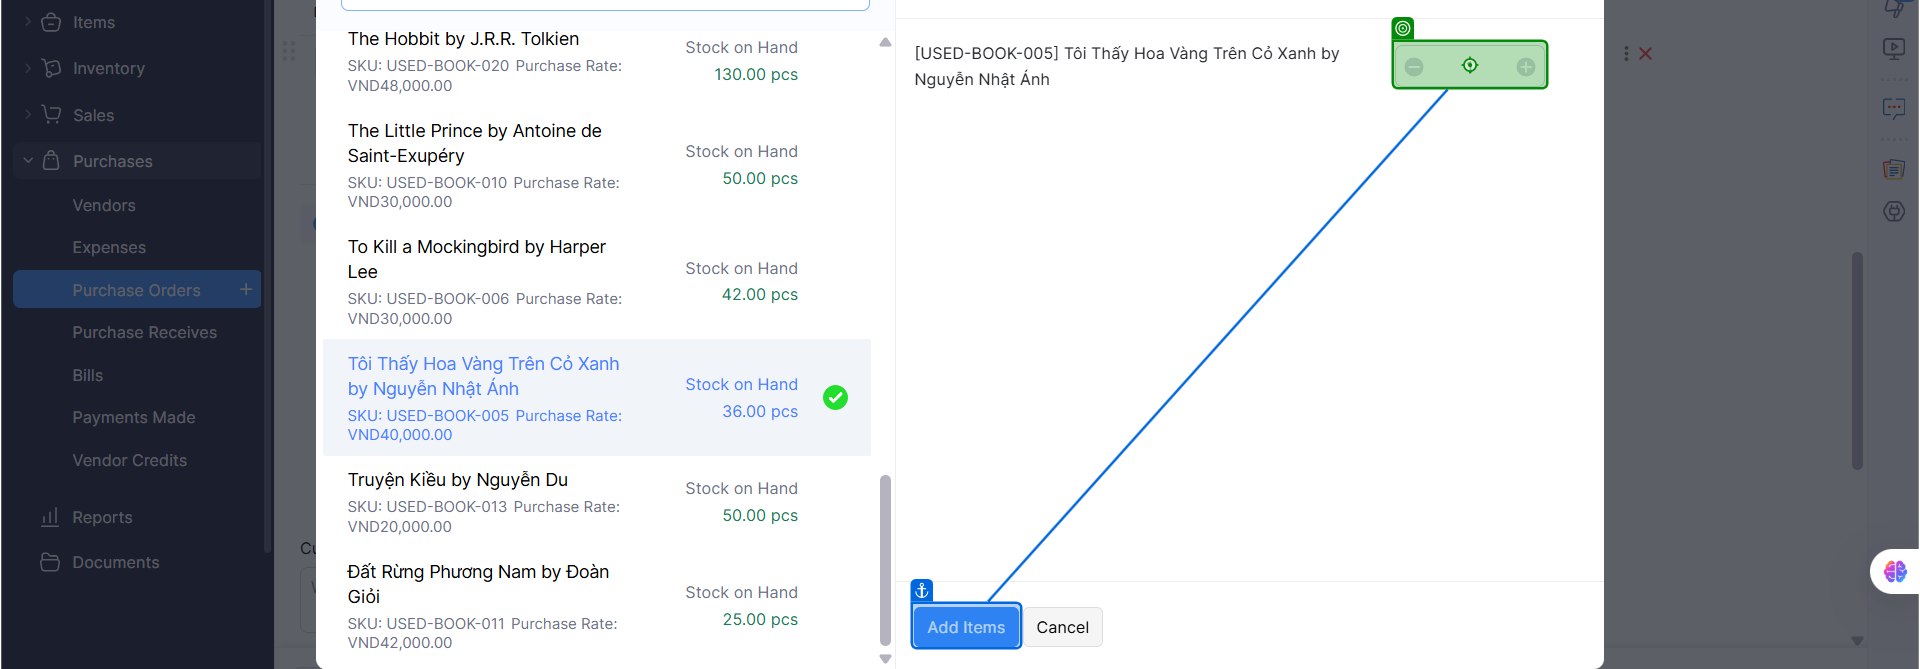 Items
Inventory
Sales
Purchases
Vendors
Expenses
Purchase Orders +
Purchase Receives
Bills
Payments Made
Vendor Credits
Reports
Documents
The Hobbit by J.R.R. Tolkien
SKU: USED-BOOK-020 Purchase Rate:
VND48,000.00
Stock on Hand
130.00 pcs
The Little Prince by Antoine de
Saint-Exupéry
SKU: USED-BOOK-010 Purchase Rate:
VND30,000.00
Stock on Hand
50.00 pcs
To Kill a Mockingbird by Harper
Lee
SKU: USED-BOOK-006 Purchase Rate:
VND30,000.00
Stock on Hand
42.00 pcs
Tôi Thấy Hoa Vàng Trên Cỏ Xanh
by Nguyễn Nhật Ánh
SKU: USED-BOOK-005 Purchase Rate:
VND40,000.00
Stock on Hand
36.00 pcs
Truyện Kiều by Nguyễn Du
SKU: USED-BOOK-013 Purchase Rate:
VND20,000.00
Stock on Hand
50.00 pcs
Đất Rừng Phương Nam by Đoàn
Giỏi
SKU: USED-BOOK-011 Purchase Rate:
VND42,000.00
Stock on Hand
25.00 pcs
[USED-BOOK-005] Tôi Thấy Hoa Vàng Trên Cỏ Xanh by
Nguyễn Nhật Ánh
Add Items
Cancel